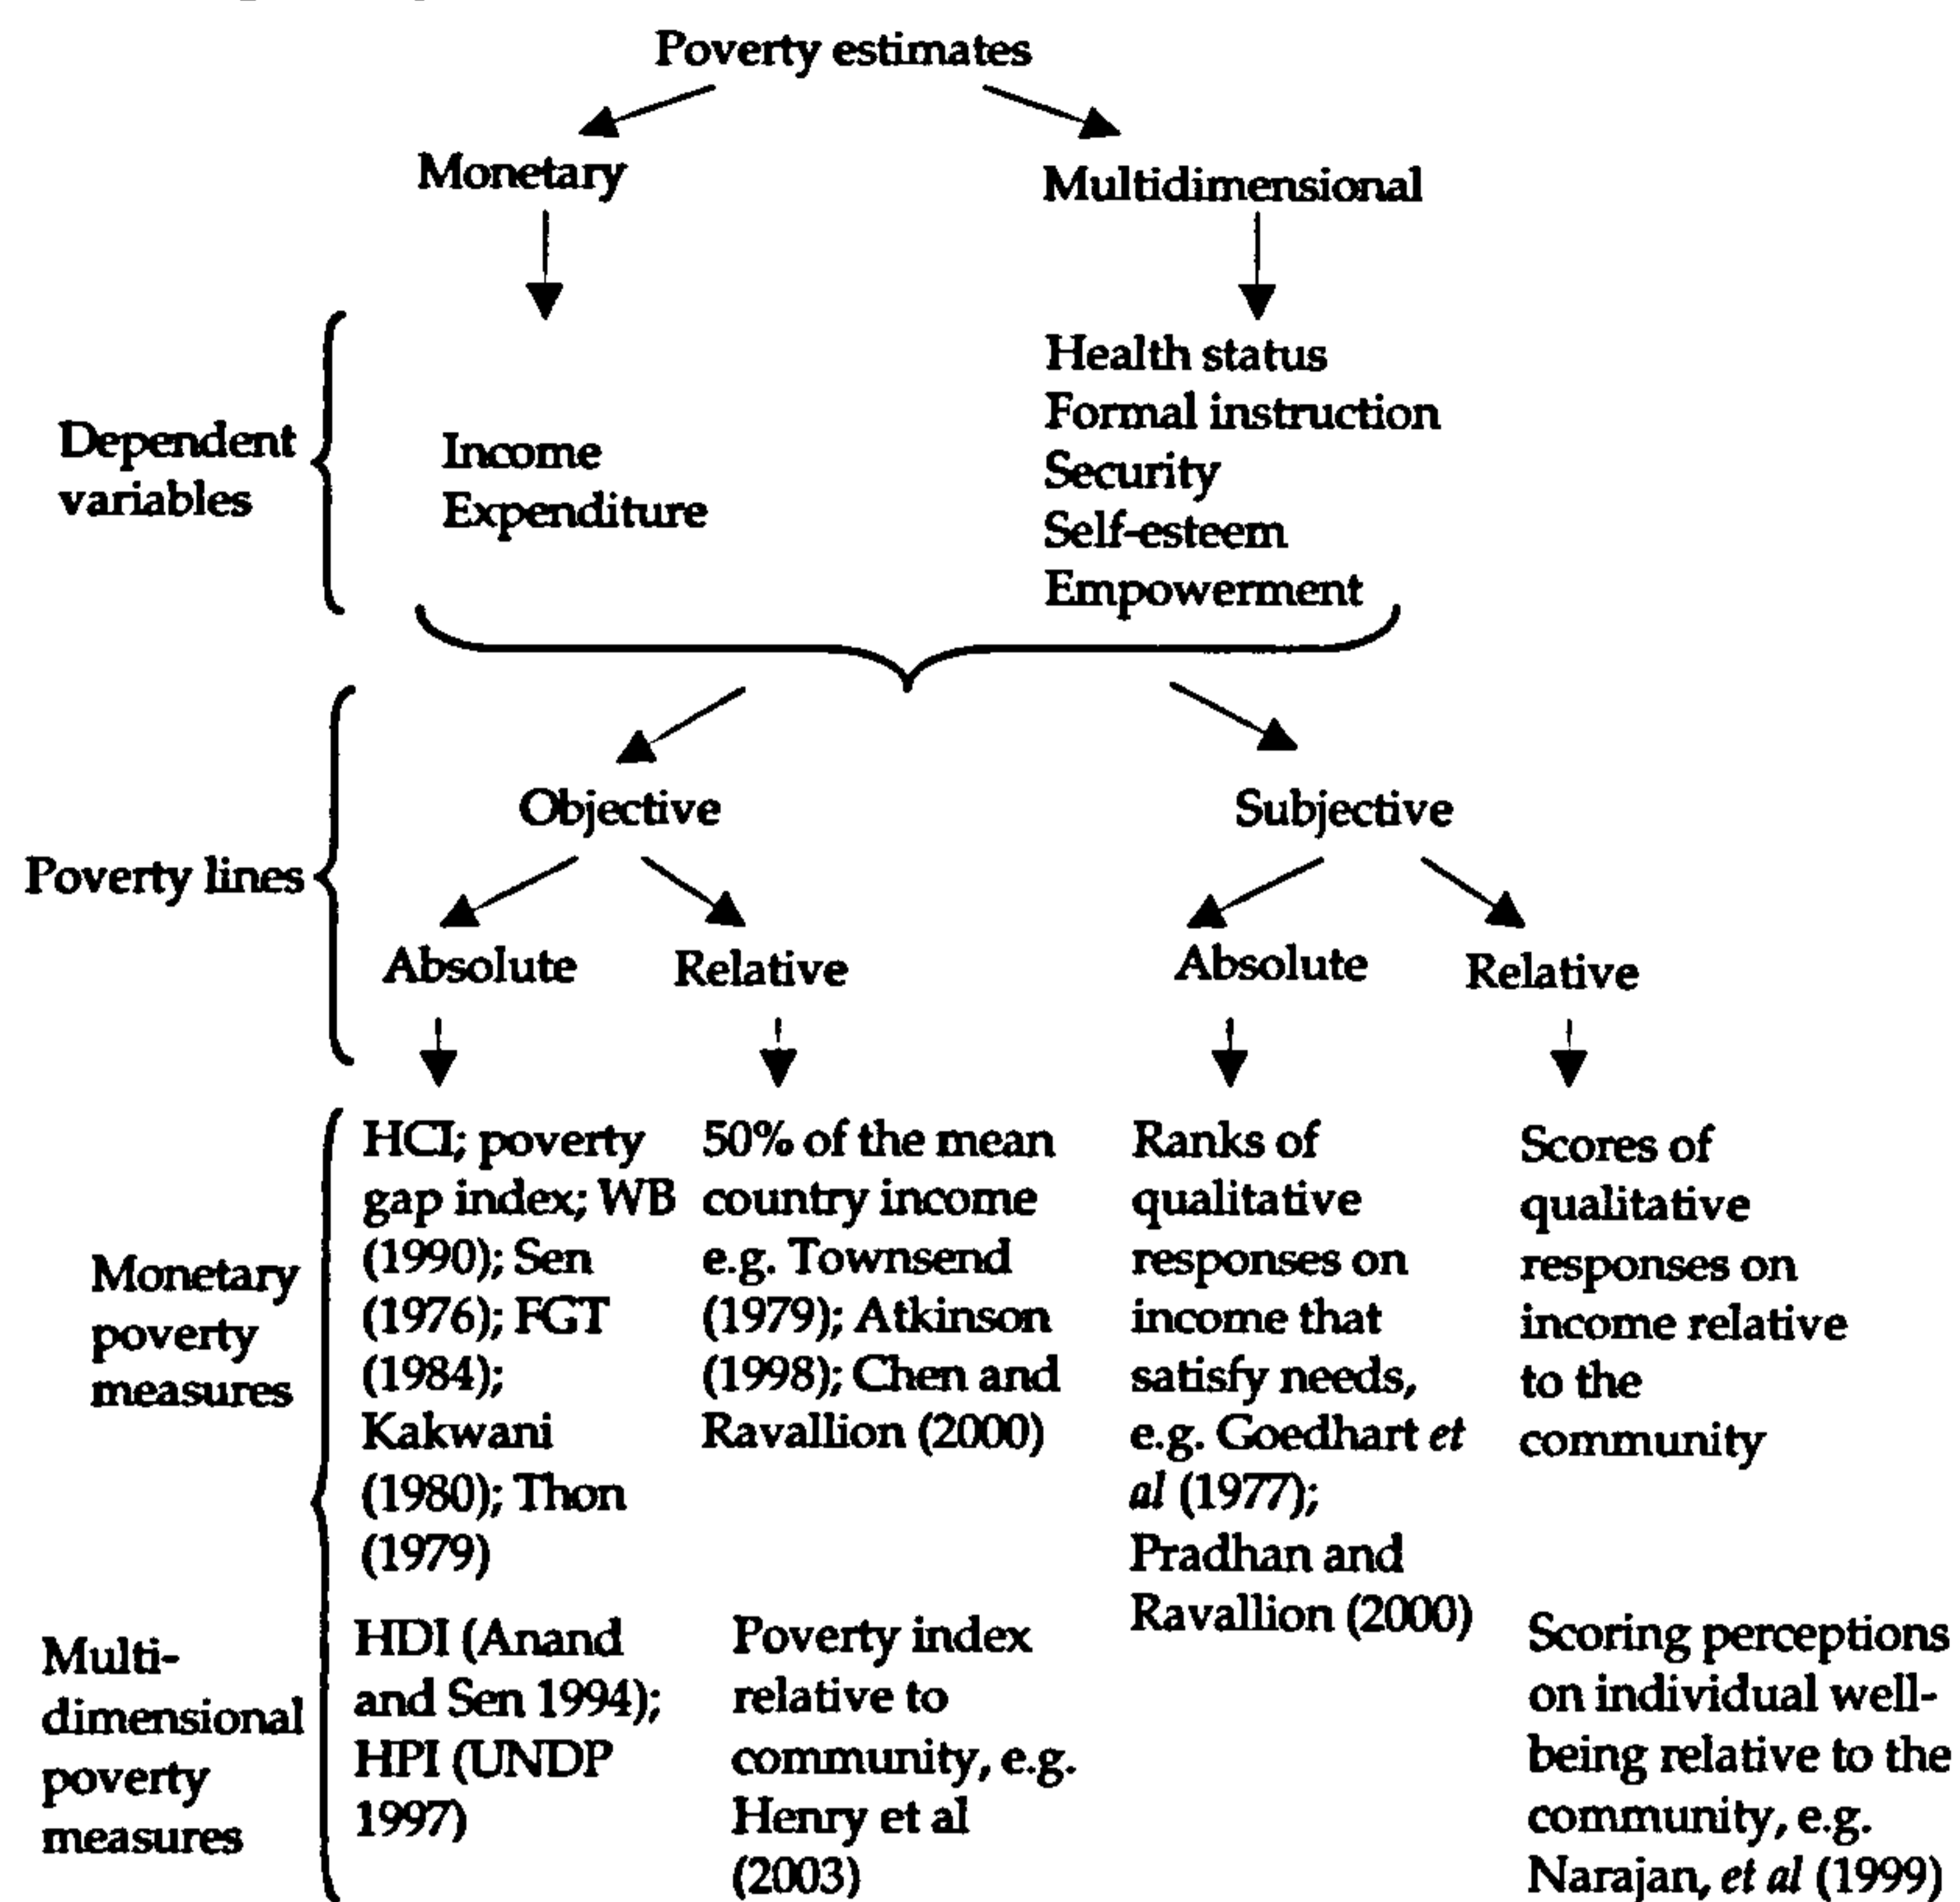 Poverty estimates
Monetary
Multidimensional
Dependent
variables
Income
Expenditure
Health status
Formal instruction
Security
Self-esteem
Empowerment
Poverty lines
Objective
Subjective
Absolute
Relative
Absolute
Relative
Monetary
poverty
measures
HCI; poverty
gap index; WB
(1990); Sen
(1976); FGT
(1984);
Kakwani
(1980); Thon
(1979)
50% of the mean
country income
e.g. Townsend
(1979); Atkinson
(1998); Chen and
Ravallion (2000)
Ranks of
qualitative
responses on
income that
satisfy needs,
e.g. Goedhart et
al (1977);
Pradhan and
Ravallion (2000)
Scores of
qualitative
responses on
income relative
to the
community
Multi-
dimensional
poverty
measures
HDI (Anand
and Sen 1994);
HPI (UNDP
1997)
Poverty index
relative to
community, e.g.
Henry et al
(2003)
Scoring perceptions
on individual well-
being relative to the
community, e.g.
Narajan, et al (1999)